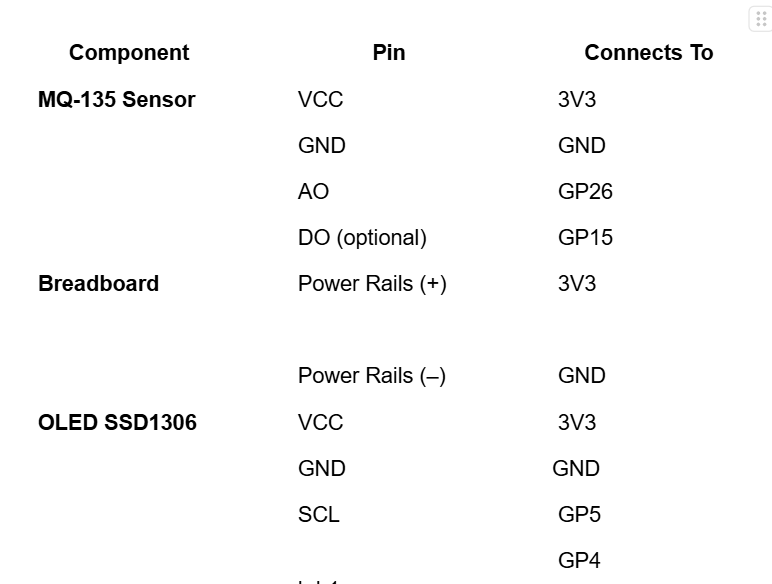 Component Pin Connects To
MQ-135 Sensor VCC 3V3
GND GND
AO GP26
DO (optional) GP15
Breadboard Power Rails (+) 3V3
Power Rails (–) GND
OLED SSD1306 VCC 3V3
GND GND
SCL GP5
GP4